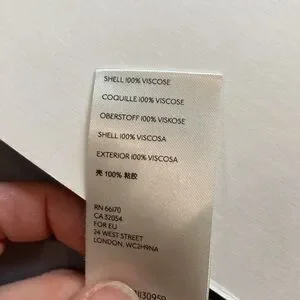 SHELL 100% VISCOSE
COQUILLE 100% VISCOSE
OBERSTOFF 100% VISKOSE
SHELL 100% VISCOSA
EXTERIOR 100% VISCOSA
壳 100% 粘胶
RN 66170
CA 32054
FOR EU
24 WEST STREET
LONDON, WC2H9NA